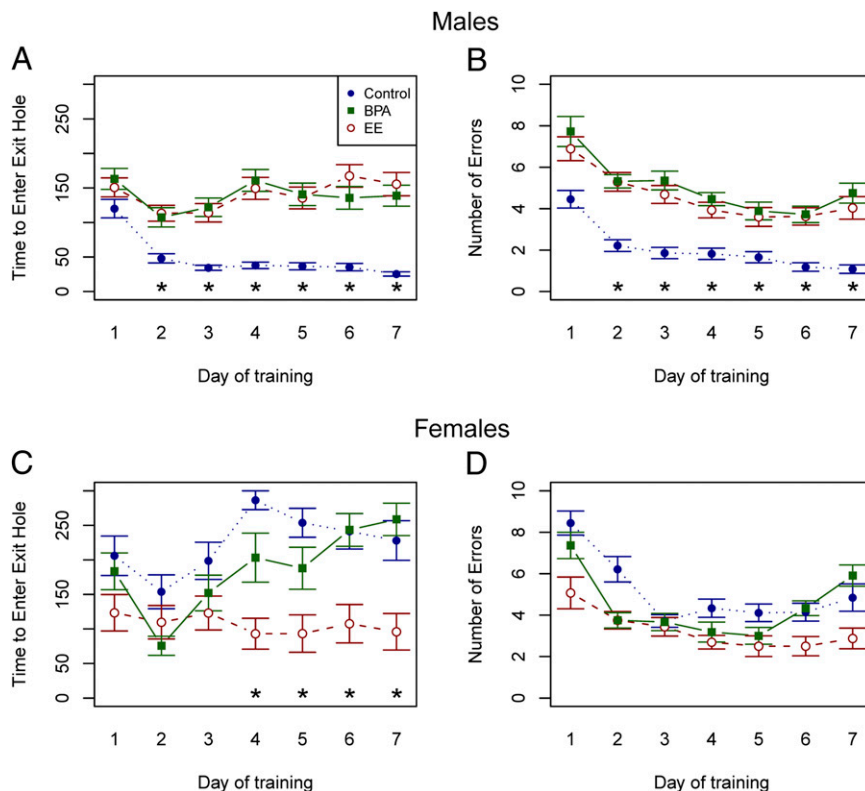 Males
A
B
Time to Enter Exit Hole
0 50 150 250
Control
BPA
EE
* * * * * *
1 2 3 4 5 6 7
Day of training
Number of Errors
0 2 4 6 8 10
* * * * * *
1 2 3 4 5 6 7
Day of training
Females
C
D
Time to Enter Exit Hole
0 50 150 250
* * * *
1 2 3 4 5 6 7
Day of training
Number of Errors
0 2 4 6 8 10
1 2 3 4 5 6 7
Day of training